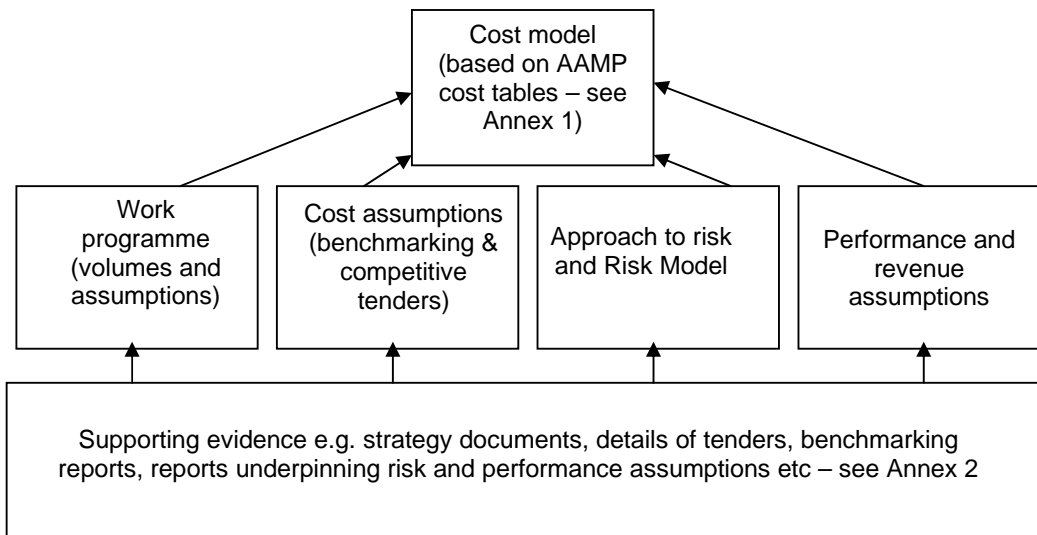 Cost model
(based on AAMP
cost tables – see
Annex 1)
Work
programme
(volumes and
assumptions)
Cost assumptions
(benchmarking &
competitive
tenders)
Approach to risk
and Risk Model
Performance and
revenue
assumptions
Supporting evidence e.g. strategy documents, details of tenders, benchmarking
reports, reports underpinning risk and performance assumptions etc – see Annex 2